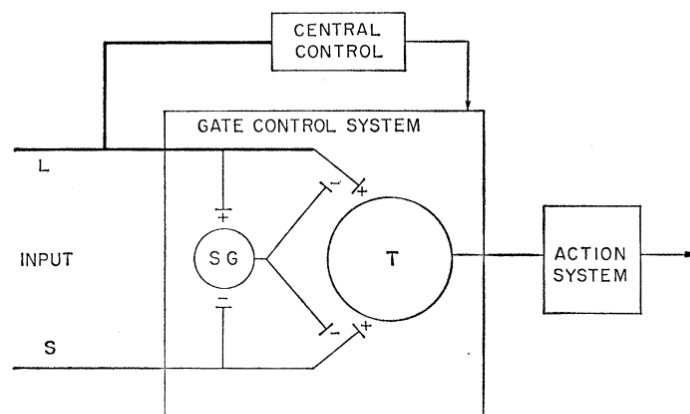 CENTRAL
CONTROL
GATE CONTROL SYSTEM
L
+
-
+
INPUT
SG
T
ACTION
SYSTEM
-
-
+
S